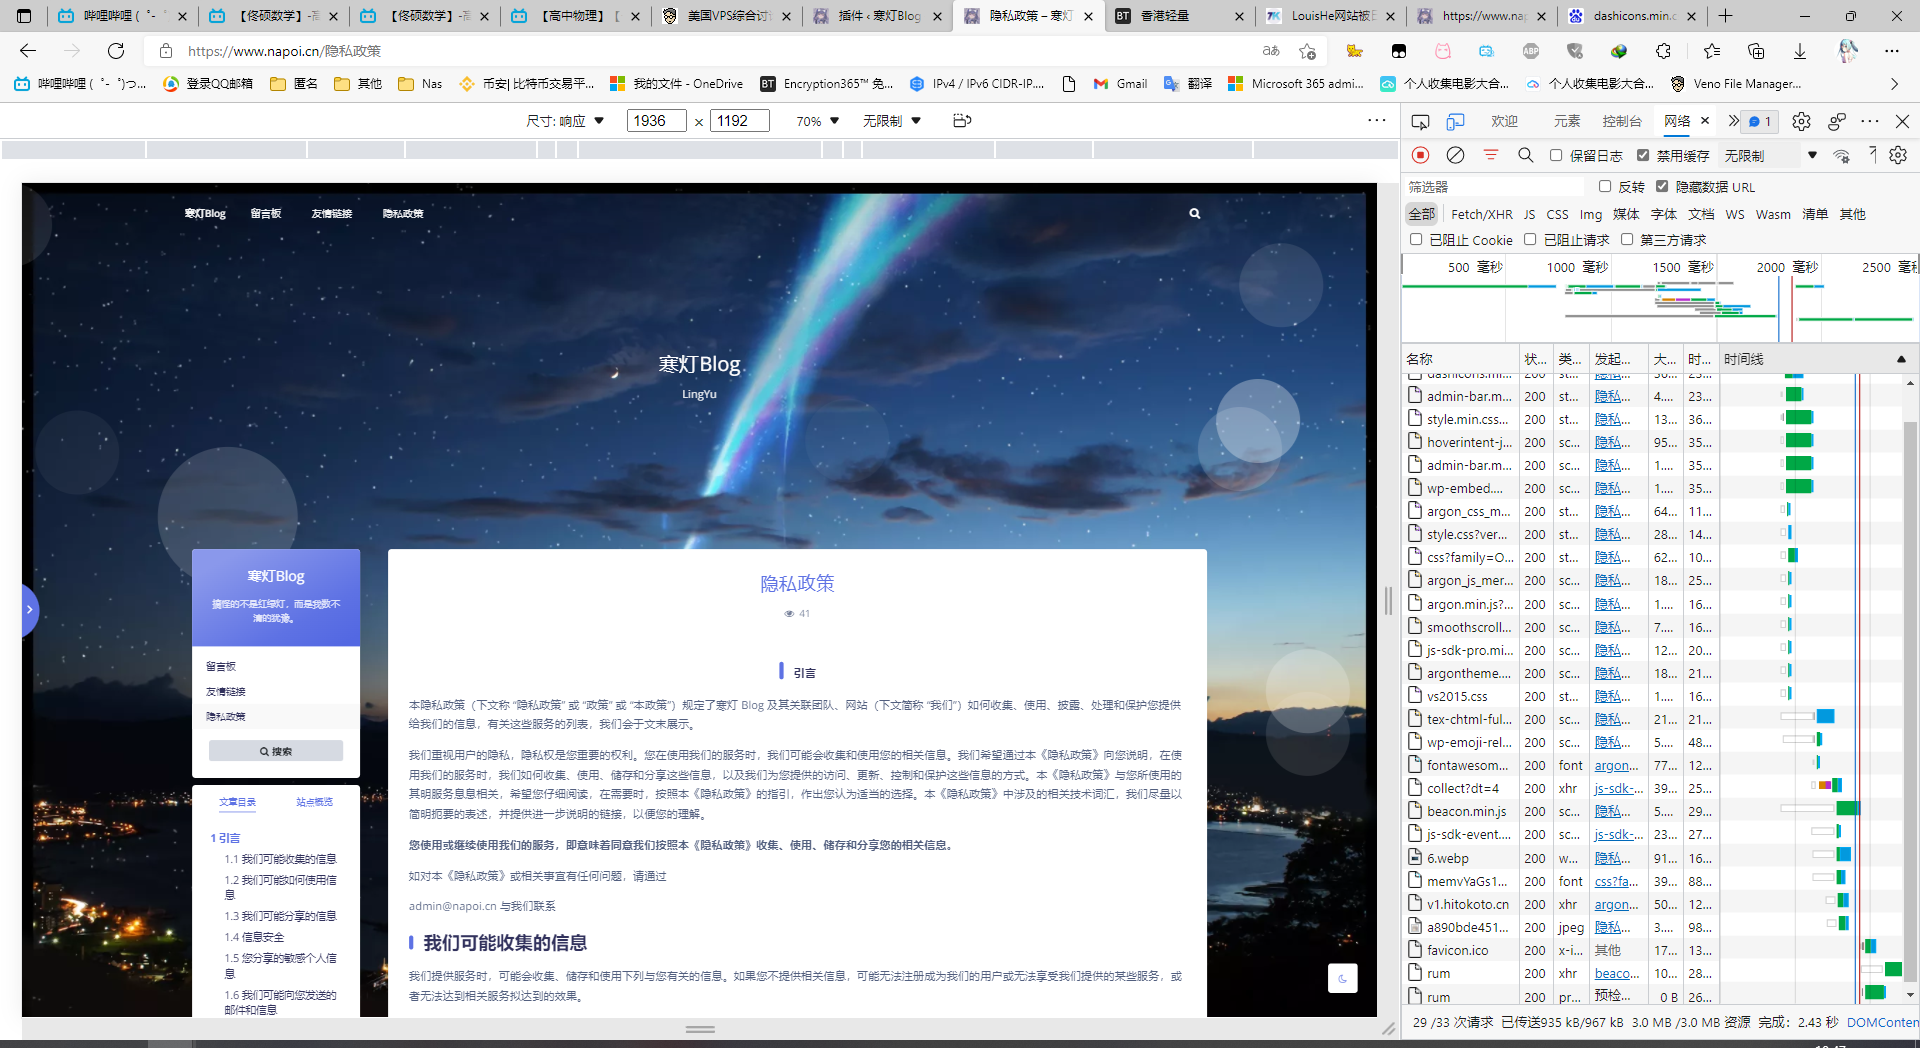 哔哩哔哩 (゜-゜
【佟硕数学】-高
【佟硕数学】-高
【高中物理】【
美国VPS综合讨论
插件 ‹ 寒灯Blog
隐私政策 – 寒灯
香港轻量
LouisHe网站被
https://www.nap
dashicons.min.c
https://www.napoi.cn/隐私政策
哔哩哔哩 (゜-゜)つ...
登录QQ邮箱
匿名
其他
Nas
币安| 比特币交易平...
我的文件 - OneDrive
Encryption365™ 免...
IPv4 / IPv6 CIDR-IP...
Gmail
翻译
Microsoft 365 admi...
个人收集电影大合...
个人收集电影大合...
Veno File Manager...
尺寸: 响应
1936 × 1192
70%
无限制
欢迎
元素
控制台
网络
1
保留日志
禁用缓存
无限制
筛选器
反转
隐藏数据 URL
全部 Fetch/XHR JS CSS Img 媒体 字体 文档 WS Wasm 清单 其他
已阻止 Cookie 已阻止请求 第三方请求
500 毫秒 1000 毫秒 1500 毫秒 2000 毫秒 2500 毫秒
名称 状... 类... 发起... 大... 时... 时间线
admin-bar.m... 200 st... 隐私... 4.... 23...
style.min.css... 200 st... 隐私... 13... 36...
hoverintent-j... 200 sc... 隐私... 95... 35...
admin-bar.m... 200 sc... 隐私... 1.... 35...
wp-embed.... 200 sc... 隐私... 1.... 35...
argon_css_m... 200 st... 隐私... 64... 11...
style.css?ver... 200 st... 隐私... 28... 14...
css?family=O... 200 st... 隐私... 62... 10...
argon_js_mer... 200 sc... 隐私... 18... 25...
argon.min.js?... 200 sc... 隐私... 1.... 16...
smoothscroll... 200 sc... 隐私... 7.... 16...
js-sdk-pro.mi... 200 sc... 隐私... 12... 20...
argontheme.... 200 sc... 隐私... 18... 21...
vs2015.css 200 st... 隐私... 1.... 16...
tex-chtml-ful... 200 sc... 隐私... 21... 21...
wp-emoji-rel... 200 sc... 隐私... 5.... 48...
fontawesom... 200 font argon... 77... 12...
collect?dt=4 200 xhr js-sdk-... 39... 25...
beacon.min.js 200 sc... 隐私... 5.... 29...
js-sdk-event.... 200 sc... js-sdk-... 23... 27...
6.webp 200 w... 隐私... 91... 16...
memvYaGs1... 200 font css?fa... 39... 88...
v1.hitokoto.cn 200 xhr argon... 50... 12...
a890bde451... 200 jpeg 隐私... 3.... 98...
favicon.ico 200 x-i... 其他 17... 13...
rum 200 xhr beaco... 10... 28...
rum 200 pr... 预检... 0 B 26...
29 /33 次请求 已传送935 kB/967 kB 3.0 MB /3.0 MB 资源 完成: 2.43 秒 DOMConten
寒灯Blog 留言板 友情链接 隐私政策
寒灯Blog
LingYu
寒灯Blog
擒程的不是红绿灯，而是我数不清的犹豫。
留言板
友情链接
隐私政策
搜索
文章目录 站点概览
1 引言
1.1 我们可能收集的信息
1.2 我们可能如何使用信
息
1.3 我们可能分享的信息
1.4 信息安全
1.5 您分享的敏感个人信
息
1.6 我们可能向您发送的
邮件和信息
隐私政策
41
引言
本隐私政策（下文称 “隐私政策” 或 “政策” 或 “本政策”）规定了寒灯 Blog 及其关联团队、网站（下文简称 “我们”）如何收集、使用、披露、处理和保护您提供
给我们的信息，有关这些服务的列表，我们会于文末展示。
我们重视用户的隐私，隐私权是您重要的权利。您在使用我们的服务时，我们可能会收集和使用您的相关信息。我们希望通过本《隐私政策》向您说明，在使
用我们的服务时，我们如何收集、使用、储存和分享这些信息，以及我们为您提供的访问、更新、控制和保护这些信息的方式。本《隐私政策》与您所使用的
其明服务息息相关，希望您仔细阅读，在需要时，按照本《隐私政策》的指引，作出您认为适当的选择。本《隐私政策》中涉及的相关技术词汇，我们尽量以
简明扼要的表述，并提供进一步说明的链接，以便您的理解。
您使用或继续使用我们的服务，即意味着同意我们按照本《隐私政策》收集、使用、储存和分享您的相关信息。
如对本《隐私政策》或相关事宜有任何问题，请通过
admin@napoi.cn 与我们联系
我们可能收集的信息
我们提供服务时，可能会收集、储存和使用下列与您有关的信息。如果您不提供相关信息，可能无法注册成为我们的用户或无法享受我们提供的某些服务，或
者无法达到相关服务拟达到的效果。